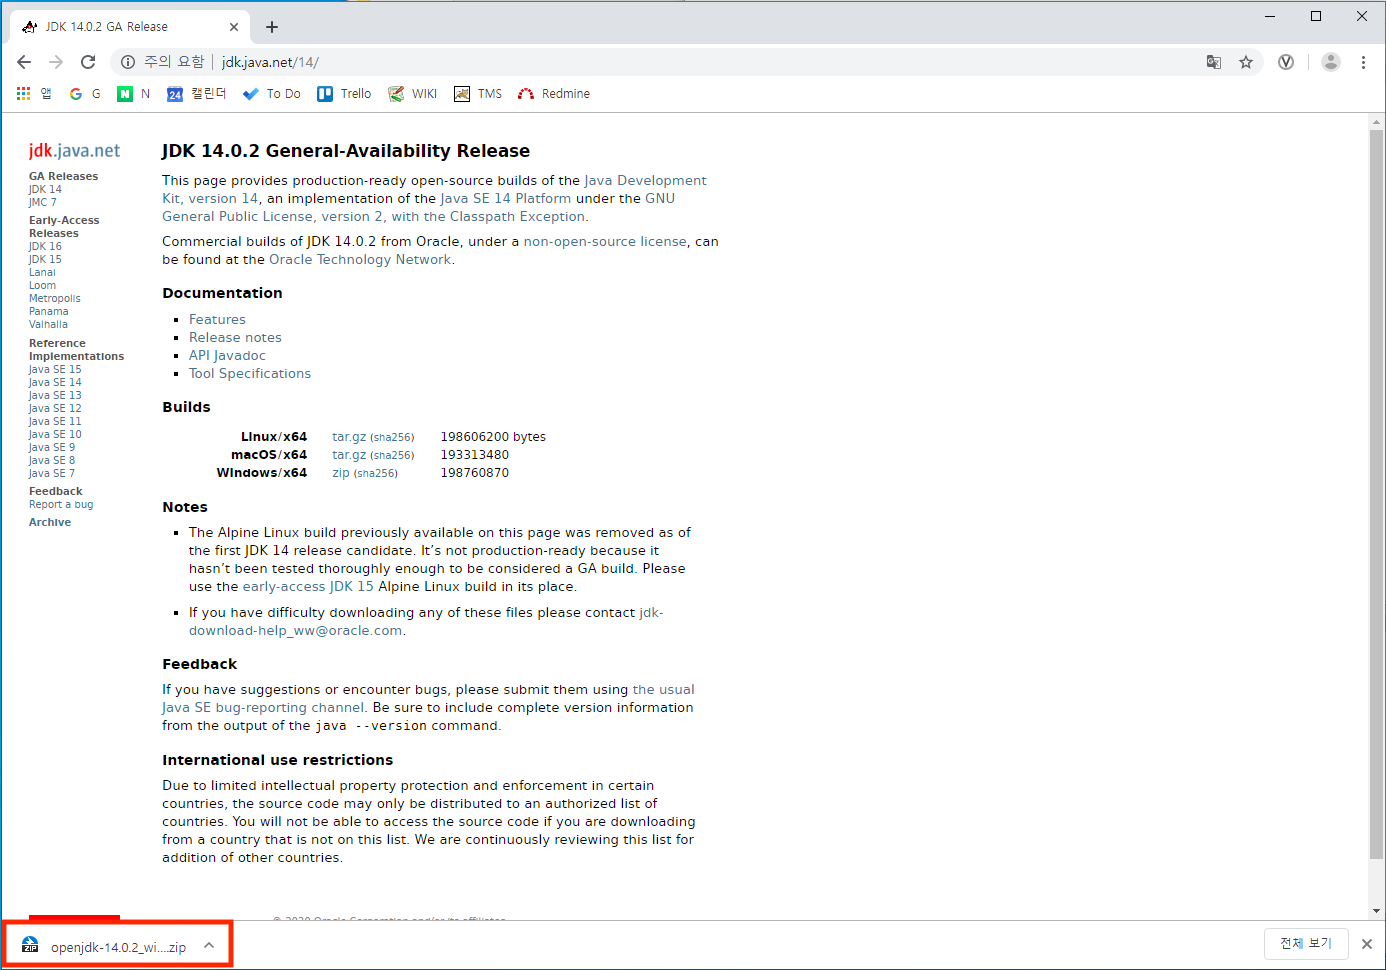 JDK 14.0.2 GA Release
주의 요함 jdk.java.net/14/
앱 G N 24 캘린더 To Do Trello WIKI TMS Redmine
jdk.java.net
GA Releases
JDK 14
JMC 7
Early-Access
Releases
JDK 16
JDK 15
Lanai
Loom
Metropolis
Panama
Valhalla
Reference
Implementations
Java SE 15
Java SE 14
Java SE 13
Java SE 12
Java SE 11
Java SE 10
Java SE 9
Java SE 8
Java SE 7
Feedback
Report a bug
Archive
JDK 14.0.2 General-Availability Release
This page provides production-ready open-source builds of the Java Development
Kit, version 14, an implementation of the Java SE 14 Platform under the GNU
General Public License, version 2, with the Classpath Exception.
Commercial builds of JDK 14.0.2 from Oracle, under a non-open-source license, can
be found at the Oracle Technology Network.
Documentation
Features
Release notes
API Javadoc
Tool Specifications
Builds
Linux/x64 tar.gz (sha256) 198606200 bytes
macOS/x64 tar.gz (sha256) 193313480
Windows/x64 zip (sha256) 198760870
Notes
The Alpine Linux build previously available on this page was removed as of
the first JDK 14 release candidate. It’s not production-ready because it
hasn’t been tested thoroughly enough to be considered a GA build. Please
use the early-access JDK 15 Alpine Linux build in its place.
If you have difficulty downloading any of these files please contact jdk-
download-help_ww@oracle.com.
Feedback
If you have suggestions or encounter bugs, please submit them using the usual
Java SE bug-reporting channel. Be sure to include complete version information
from the output of the java --version command.
International use restrictions
Due to limited intellectual property protection and enforcement in certain
countries, the source code may only be distributed to an authorized list of
countries. You will not be able to access the source code if you are downloading
from a country that is not on this list. We are continuously reviewing this list for
addition of other countries.
© 2020 Oracle Corporation and/or its affiliates
ZIP openjdk-14.0.2_wi....zip
전체 보기